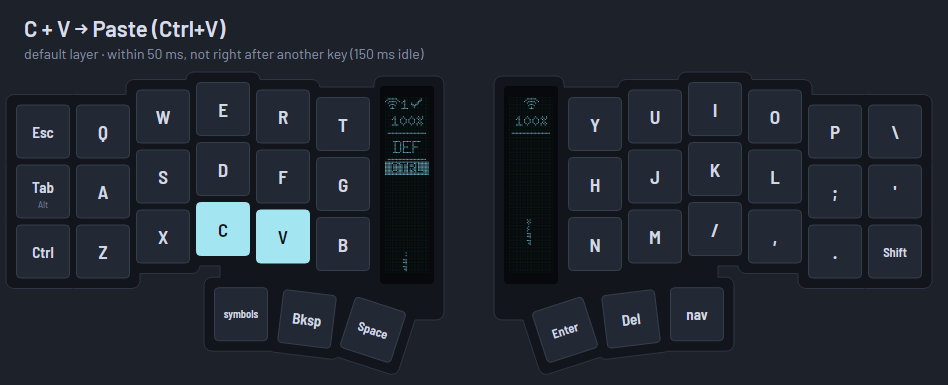 C + V → Paste (Ctrl+V)
default layer · within 50 ms, not right after another key (150 ms idle)
Esc Q W E R T
Tab A S D F G
Alt
Ctrl Z X C V B
symbols Bksp Space
1✓
100%
DEF
CTRL
100%
Y U I O P \
H J K L ; '
N M / , . Shift
Enter Del nav